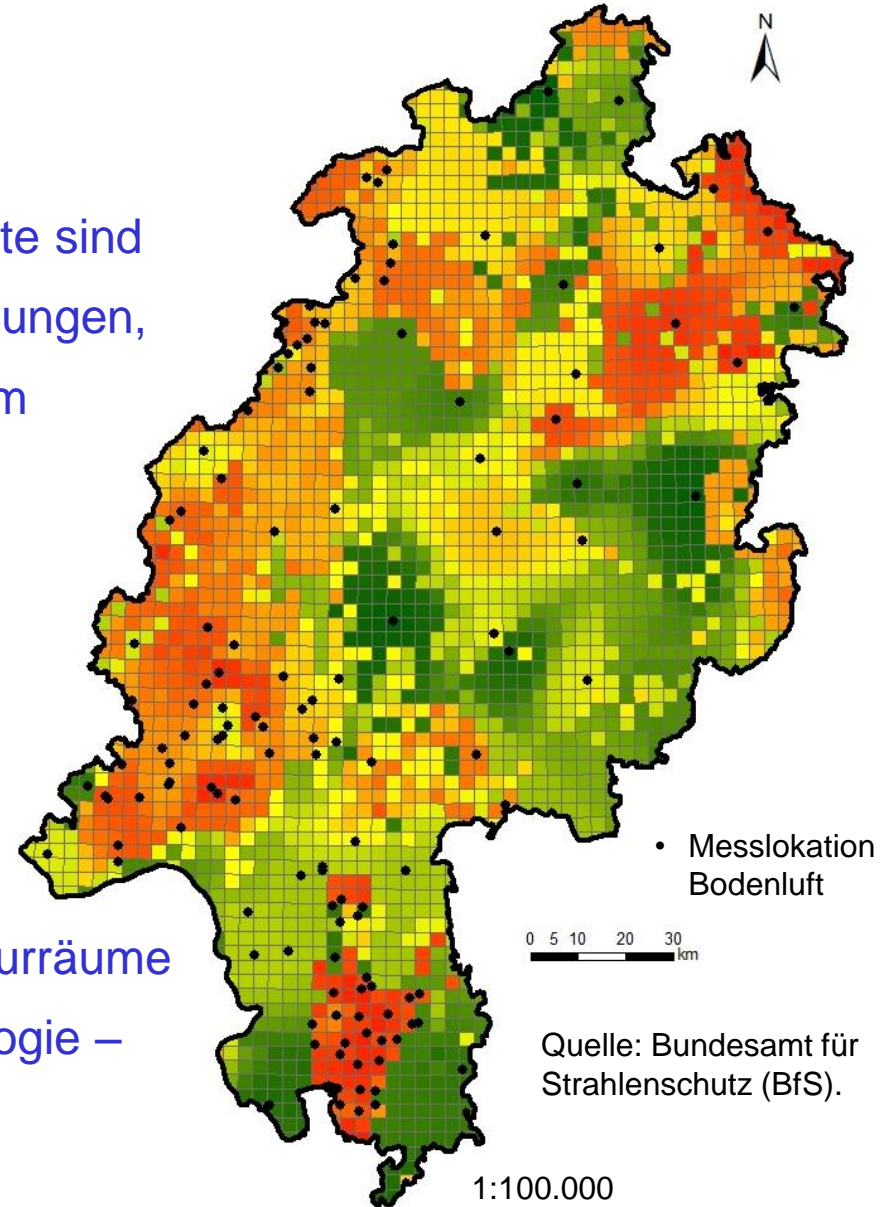 N
te sind
ungen,
m
• Messlokation
Bodenluft
0 5 10 20 30
km
urräume
ogie –
Quelle: Bundesamt für
Strahlenschutz (BfS).
1:100.000